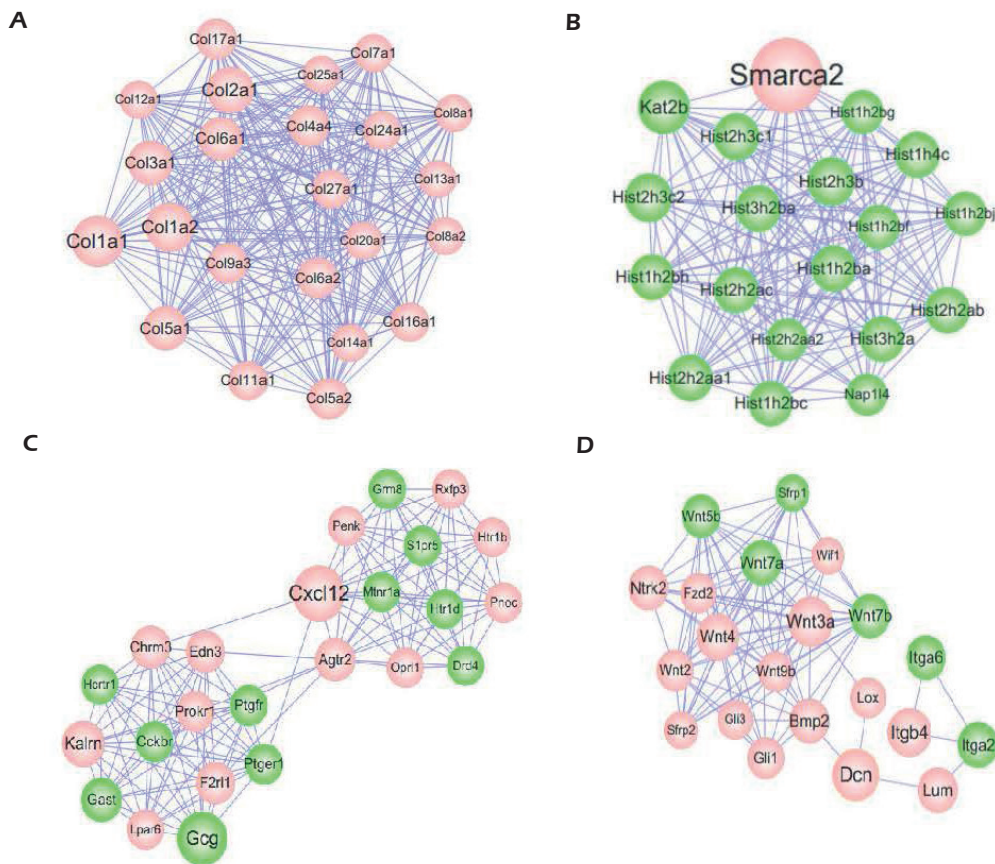 A
Col17a1
Col7a1
Col25a1
Col2a1
Col12a1
Col8a1
Col4a4
Col24a1
Col6a1
Col3a1
Col13a1
Col27a1
Col1a1
Col1a2
Col20a1
Col8a2
Col9a3
Col6a2
Col5a1
Col16a1
Col14a1
Col11a1
Col5a2
B
Smarca2
Kat2b
Hist1h2bg
Hist2h3c1
Hist1h4c
Hist2h3b
Hist2h3c2
Hist3h2ba
Hist1h2bj
Hist1h2bf
Hist1h2bh
Hist1h2ba
Hist2h2ac
Hist2h2ab
Hist2h2aa2
Hist3h2a
Hist2h2aa1
Nap1l4
Hist1h2bc
C
Grm8
Rxfp3
Penk
Htr1b
S1pr5
Cxcl12
Mtnr1a
Htr1d
Pnoc
Chrm3
Edn3
Agtr2
Oprl1
Drd4
Hcrtr1
Prokr1
Ptgfr
Kalrn
Cckbr
Ptger1
F2rl1
Gast
Lpar6
Gcg
D
Sfrp1
Wnt5b
Wif1
Wnt7a
Ntrk2
Fzd2
Wnt3a
Wnt7b
Wnt4
Itga6
Wnt2
Wnt9b
Lox
Sfrp2
Gli3
Bmp2
Itgb4
Itga2
Gli1
Dcn
Lum